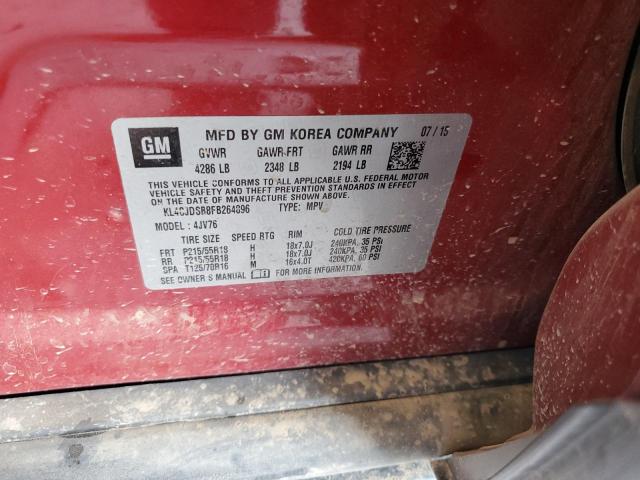 GM
MFD BY GM KOREA COMPANY 07/15
GVWR GAWR-FRT GAWR RR
4286 LB 2348 LB 2194 LB
THIS VEHICLE CONFORMS TO ALL APPLICABLE U.S. FEDERAL MOTOR
VEHICLE SAFETY AND THEFT PREVENTION STANDARDS IN EFFECT
ON THE DATE OF MANUFACTURE SHOWN ABOVE.
KL4CJDSB8FB264396 TYPE: MPV
MODEL : 4JV76
TIRE SIZE SPEED RTG RIM COLD TIRE PRESSURE
FRT P215/55R18 H 18x7.0J 240KPA, 35 PSI
RR P215/55R18 H 18x7.0J 240KPA, 35 PSI
SPA T125/70R16 M 16x4.0T 420KPA, 60 PSI
SEE OWNER'S MANUAL FOR MORE INFORMATION.